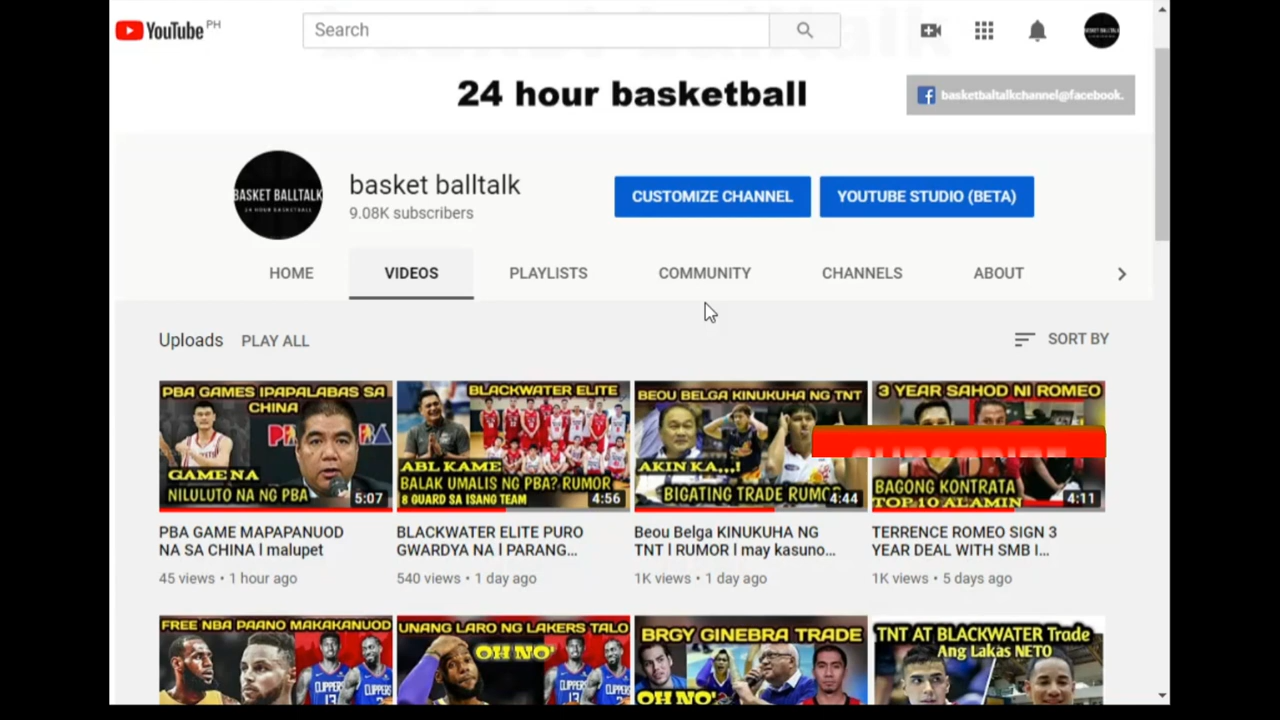 YouTube PH
Search
24 hour basketball
basketbaltalkchannel@facebook.
BASKET BALLTALK
24 HOUR BASKETBALL
basket balltalk
9.08K subscribers
CUSTOMIZE CHANNEL
YOUTUBE STUDIO (BETA)
HOME
VIDEOS
PLAYLISTS
COMMUNITY
CHANNELS
ABOUT
Uploads
PLAY ALL
SORT BY
PBA GAMES IPAPALABAS SA
CHINA
GAME NA
NILULUTO NA NG PBA
5:07
BLACKWATER ELITE
ABL KAME
BALAK UMALIS NG PBA? RUMOR
8 GUARD SA ISANG TEAM
4:56
BEOU BELGA KINUKUHA NG TNT
AKIN KA...!
BIGATING TRADE RUMO
4:44
3 YEAR SAHOD NI ROMEO
BAGONG KONTRATA
TOP 10 ALAMIN
4:11
PBA GAME MAPAPANUOD
NA SA CHINA l malupet
45 views • 1 hour ago
BLACKWATER ELITE PURO
GWARDYA NA l PARANG...
540 views • 1 day ago
Beou Belga KINUKUHA NG
TNT l RUMOR l may kasuno...
1K views • 1 day ago
TERRENCE ROMEO SIGN 3
YEAR DEAL WITH SMB l...
1K views • 5 days ago
FREE NBA PAANO MAKAKANUOD
CLIPPERS
13
CLIPPERS
UNANG LARO NG LAKERS TALO
OH NO'
CLIPPERS
13
CLIPPERS
BRGY GINEBRA TRADE
OH NO'
TNT AT BLACKWATER Trade
Ang Lakas NETO